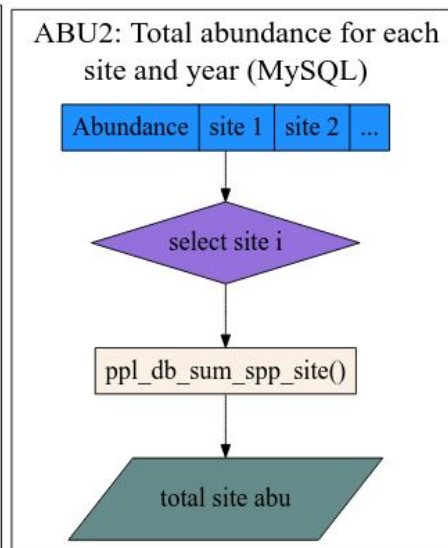 ABU2: Total abundance for each
site and year (MySQL)
Abundance site 1 site 2 ...
select site i
ppl_db_sum_spp_site()
total site abu